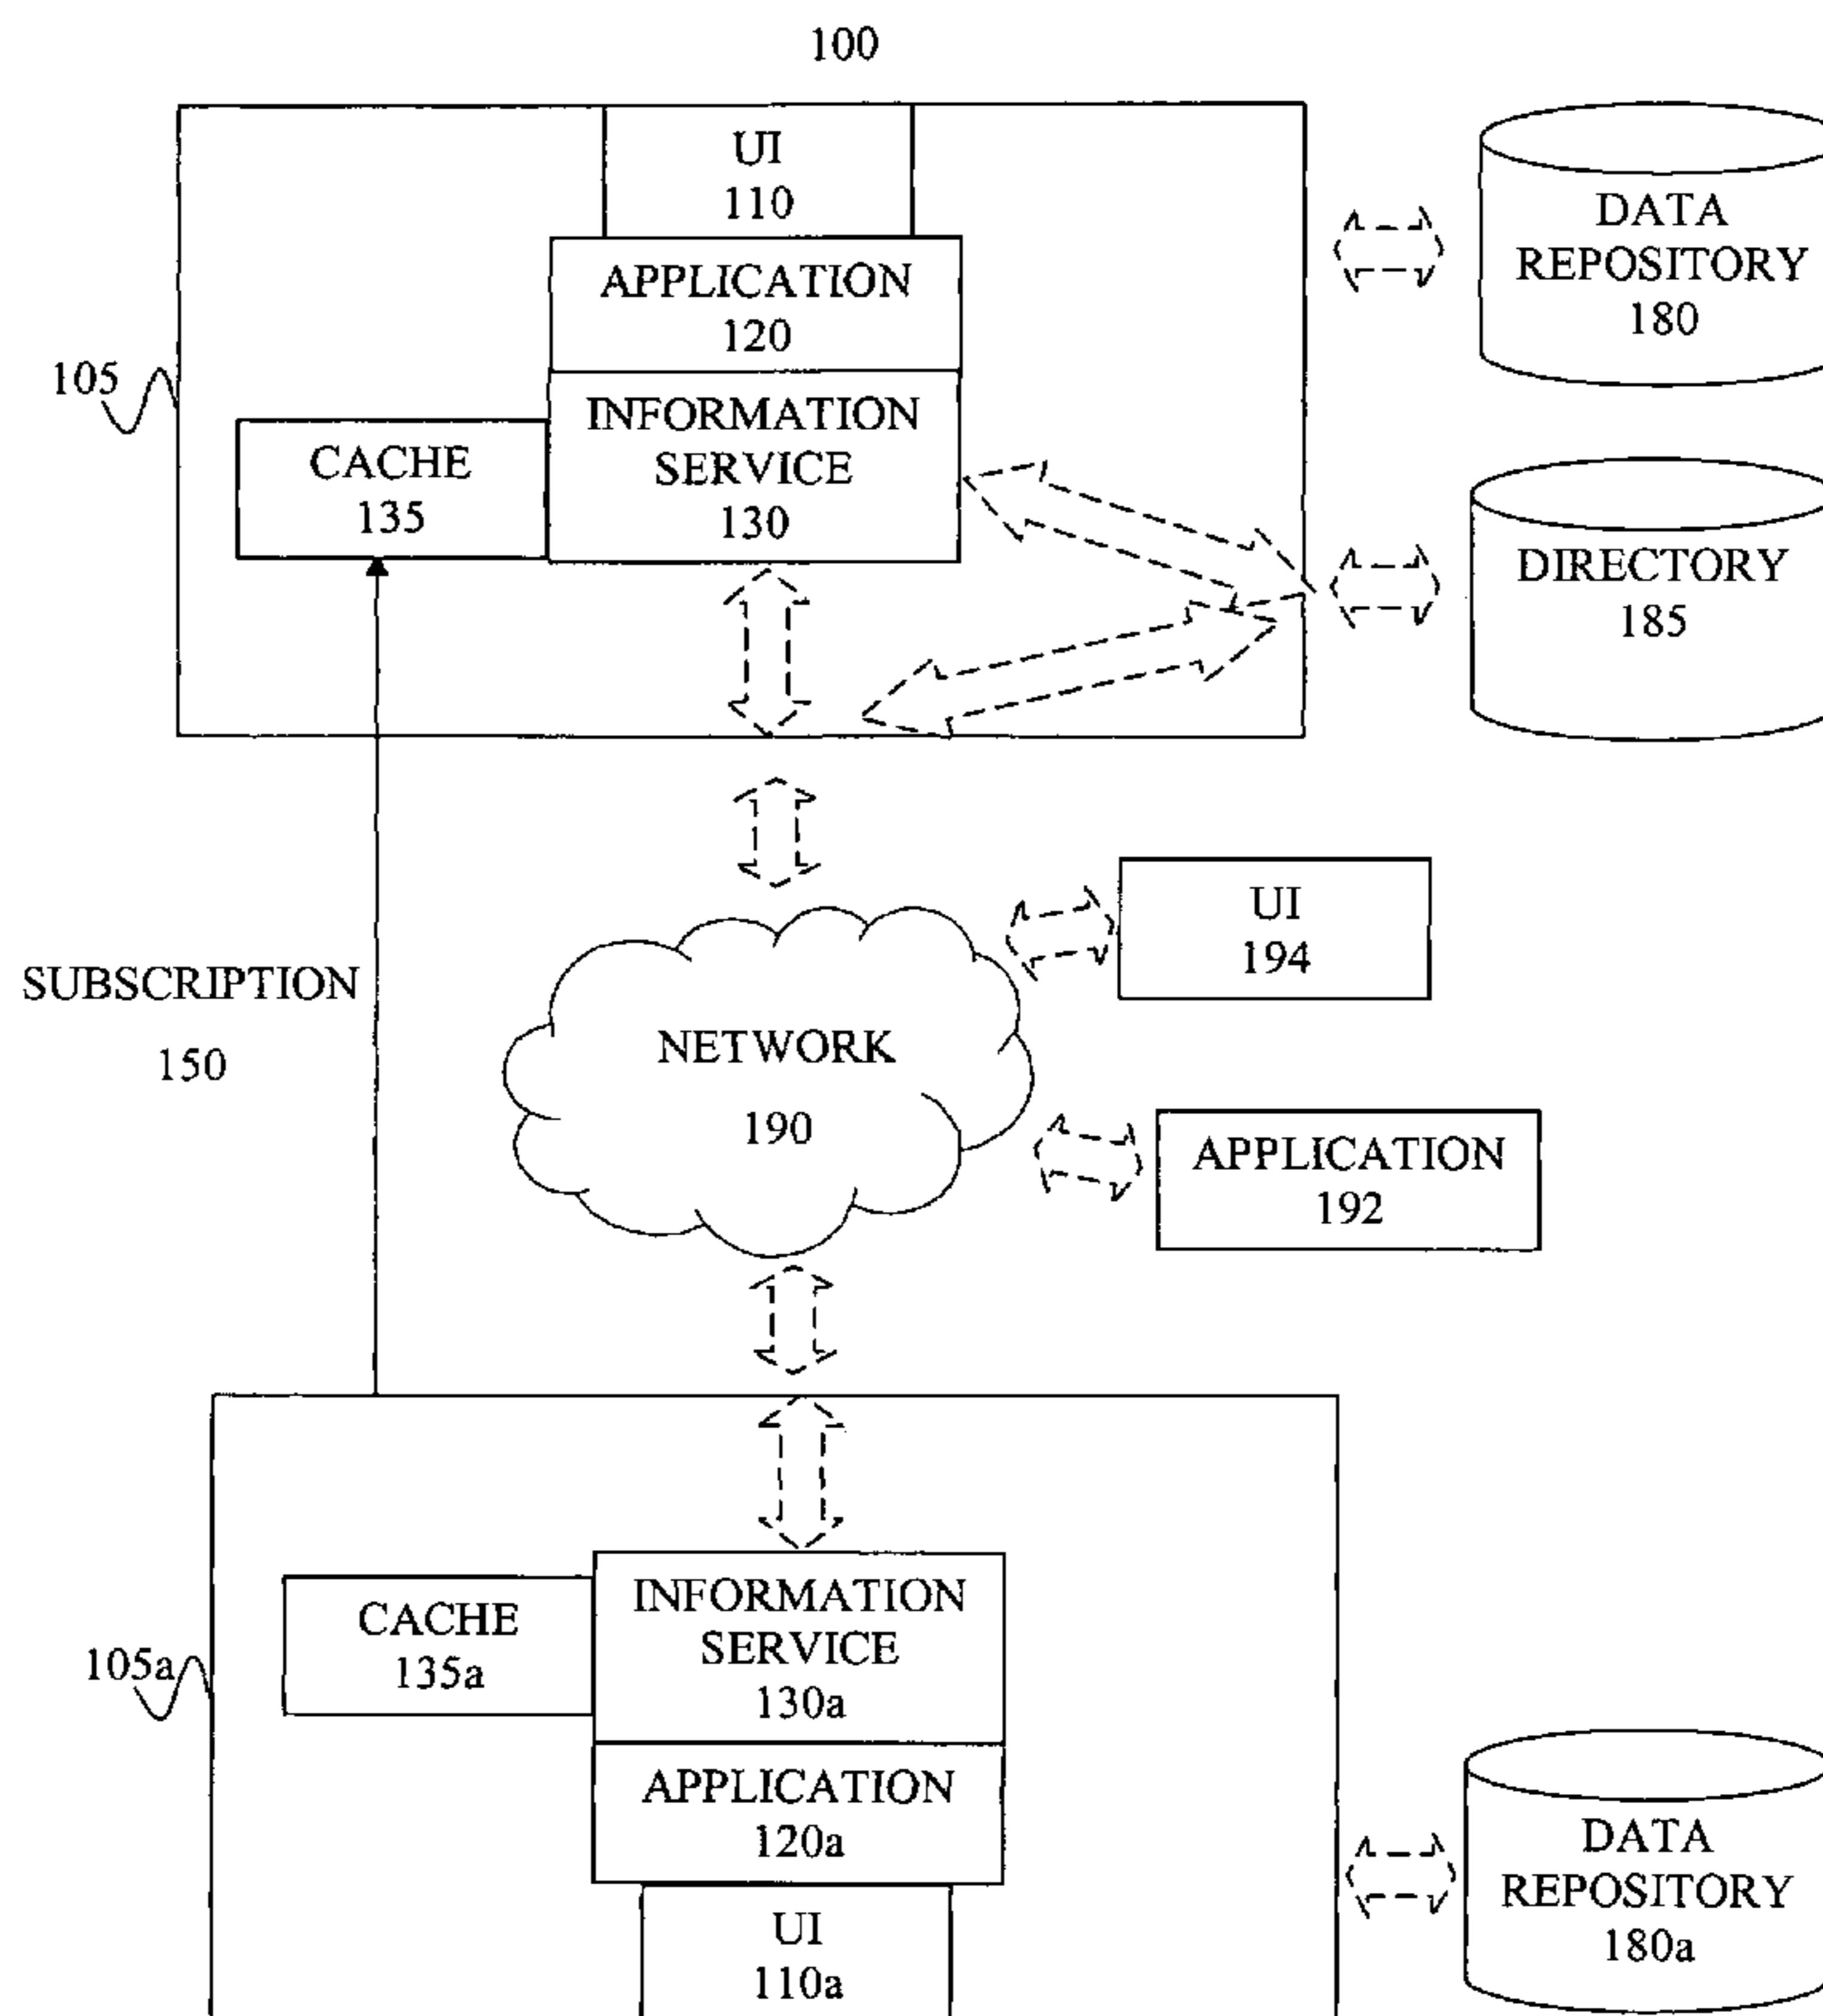 100
UI
110
APPLICATION
120
INFORMATION
SERVICE
130
CACHE
135
105
DATA
REPOSITORY
180
DIRECTORY
185
SUBSCRIPTION
150
UI
194
NETWORK
190
APPLICATION
192
INFORMATION
SERVICE
130a
CACHE
135a
105a
APPLICATION
120a
UI
110a
DATA
REPOSITORY
180a